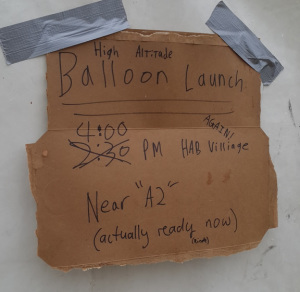 High Altitude
Balloon Launch
4:00 AGAIN!
2:30 PM HAB Villiage
Near "A2"
(actually ready now)